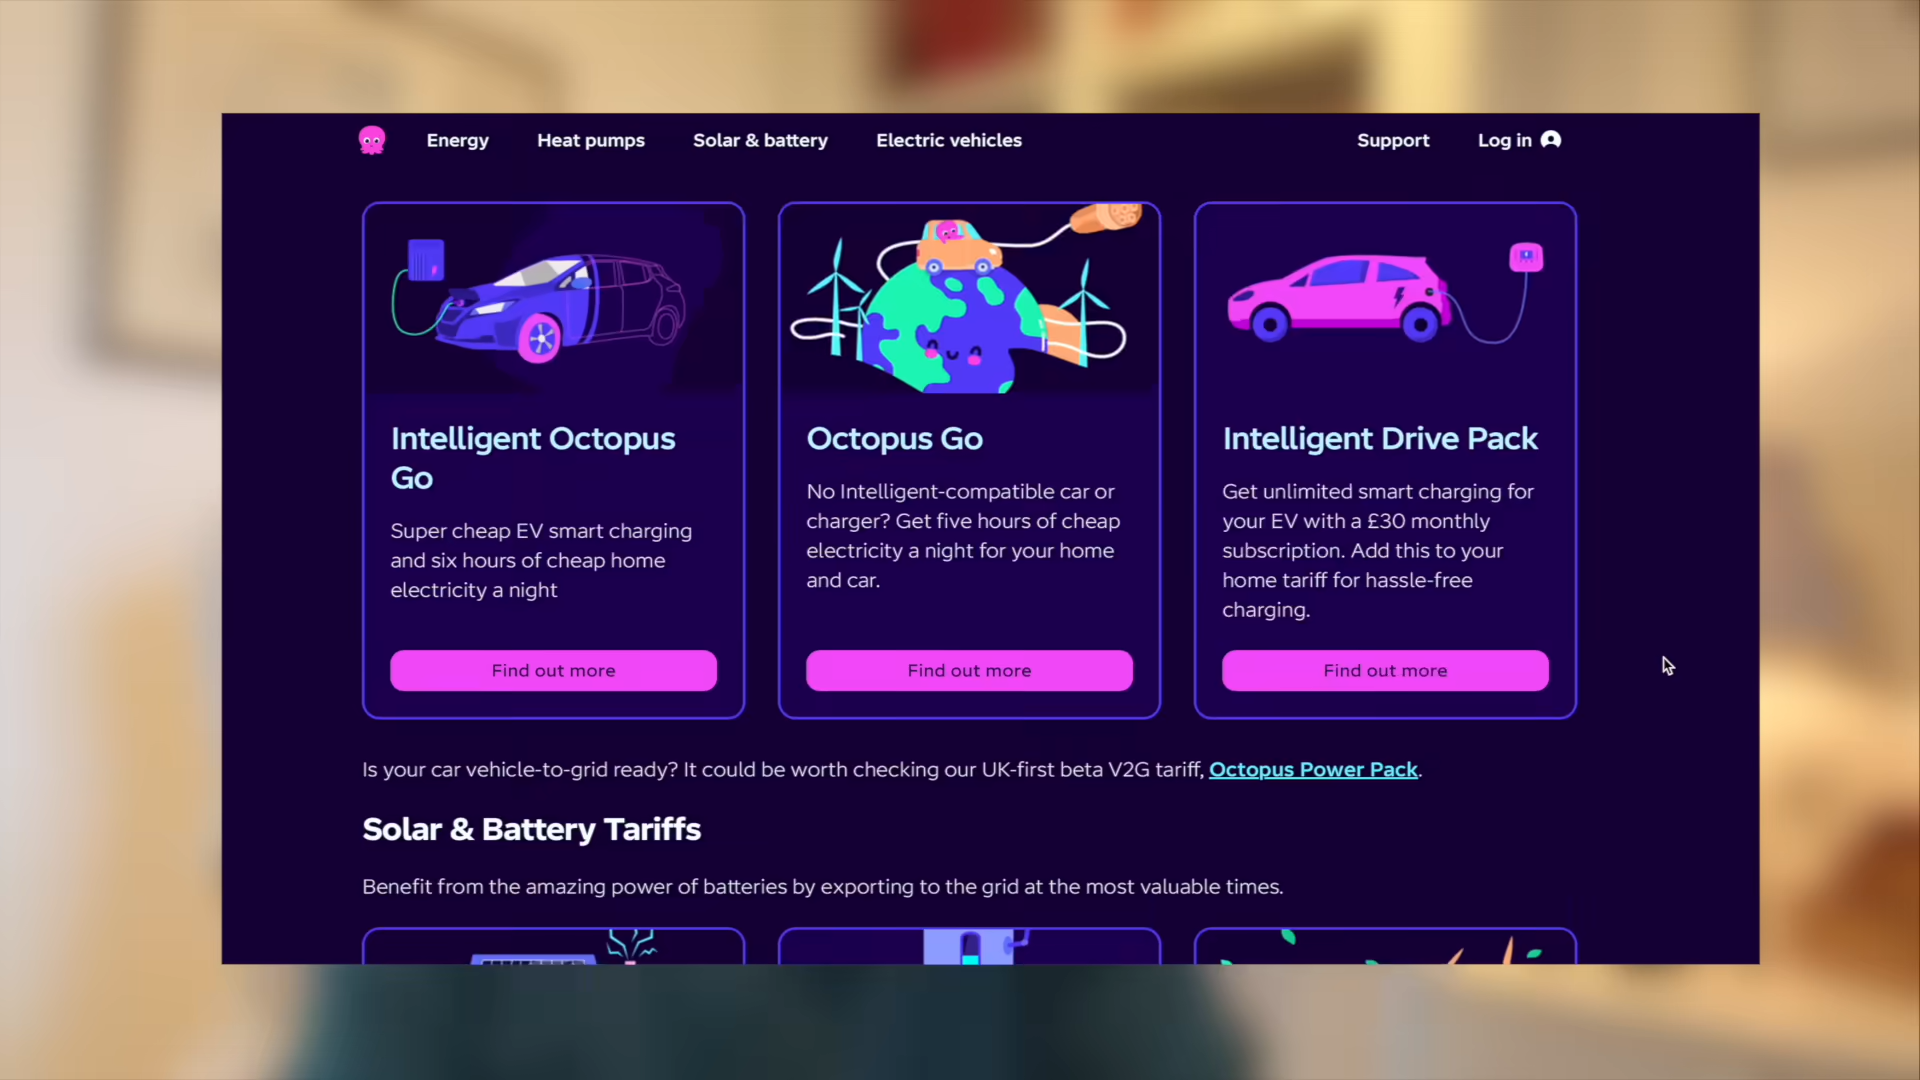 Energy
Heat pumps
Solar & battery
Electric vehicles
Support
Log in
Intelligent Octopus
Go
Super cheap EV smart charging
and six hours of cheap home
electricity a night
Find out more
Octopus Go
No Intelligent-compatible car or
charger? Get five hours of cheap
electricity a night for your home
and car.
Find out more
Intelligent Drive Pack
Get unlimited smart charging for
your EV with a £30 monthly
subscription. Add this to your
home tariff for hassle-free
charging.
Find out more
Is your car vehicle-to-grid ready? It could be worth checking our UK-first beta V2G tariff, Octopus Power Pack.
Solar & Battery Tariffs
Benefit from the amazing power of batteries by exporting to the grid at the most valuable times.